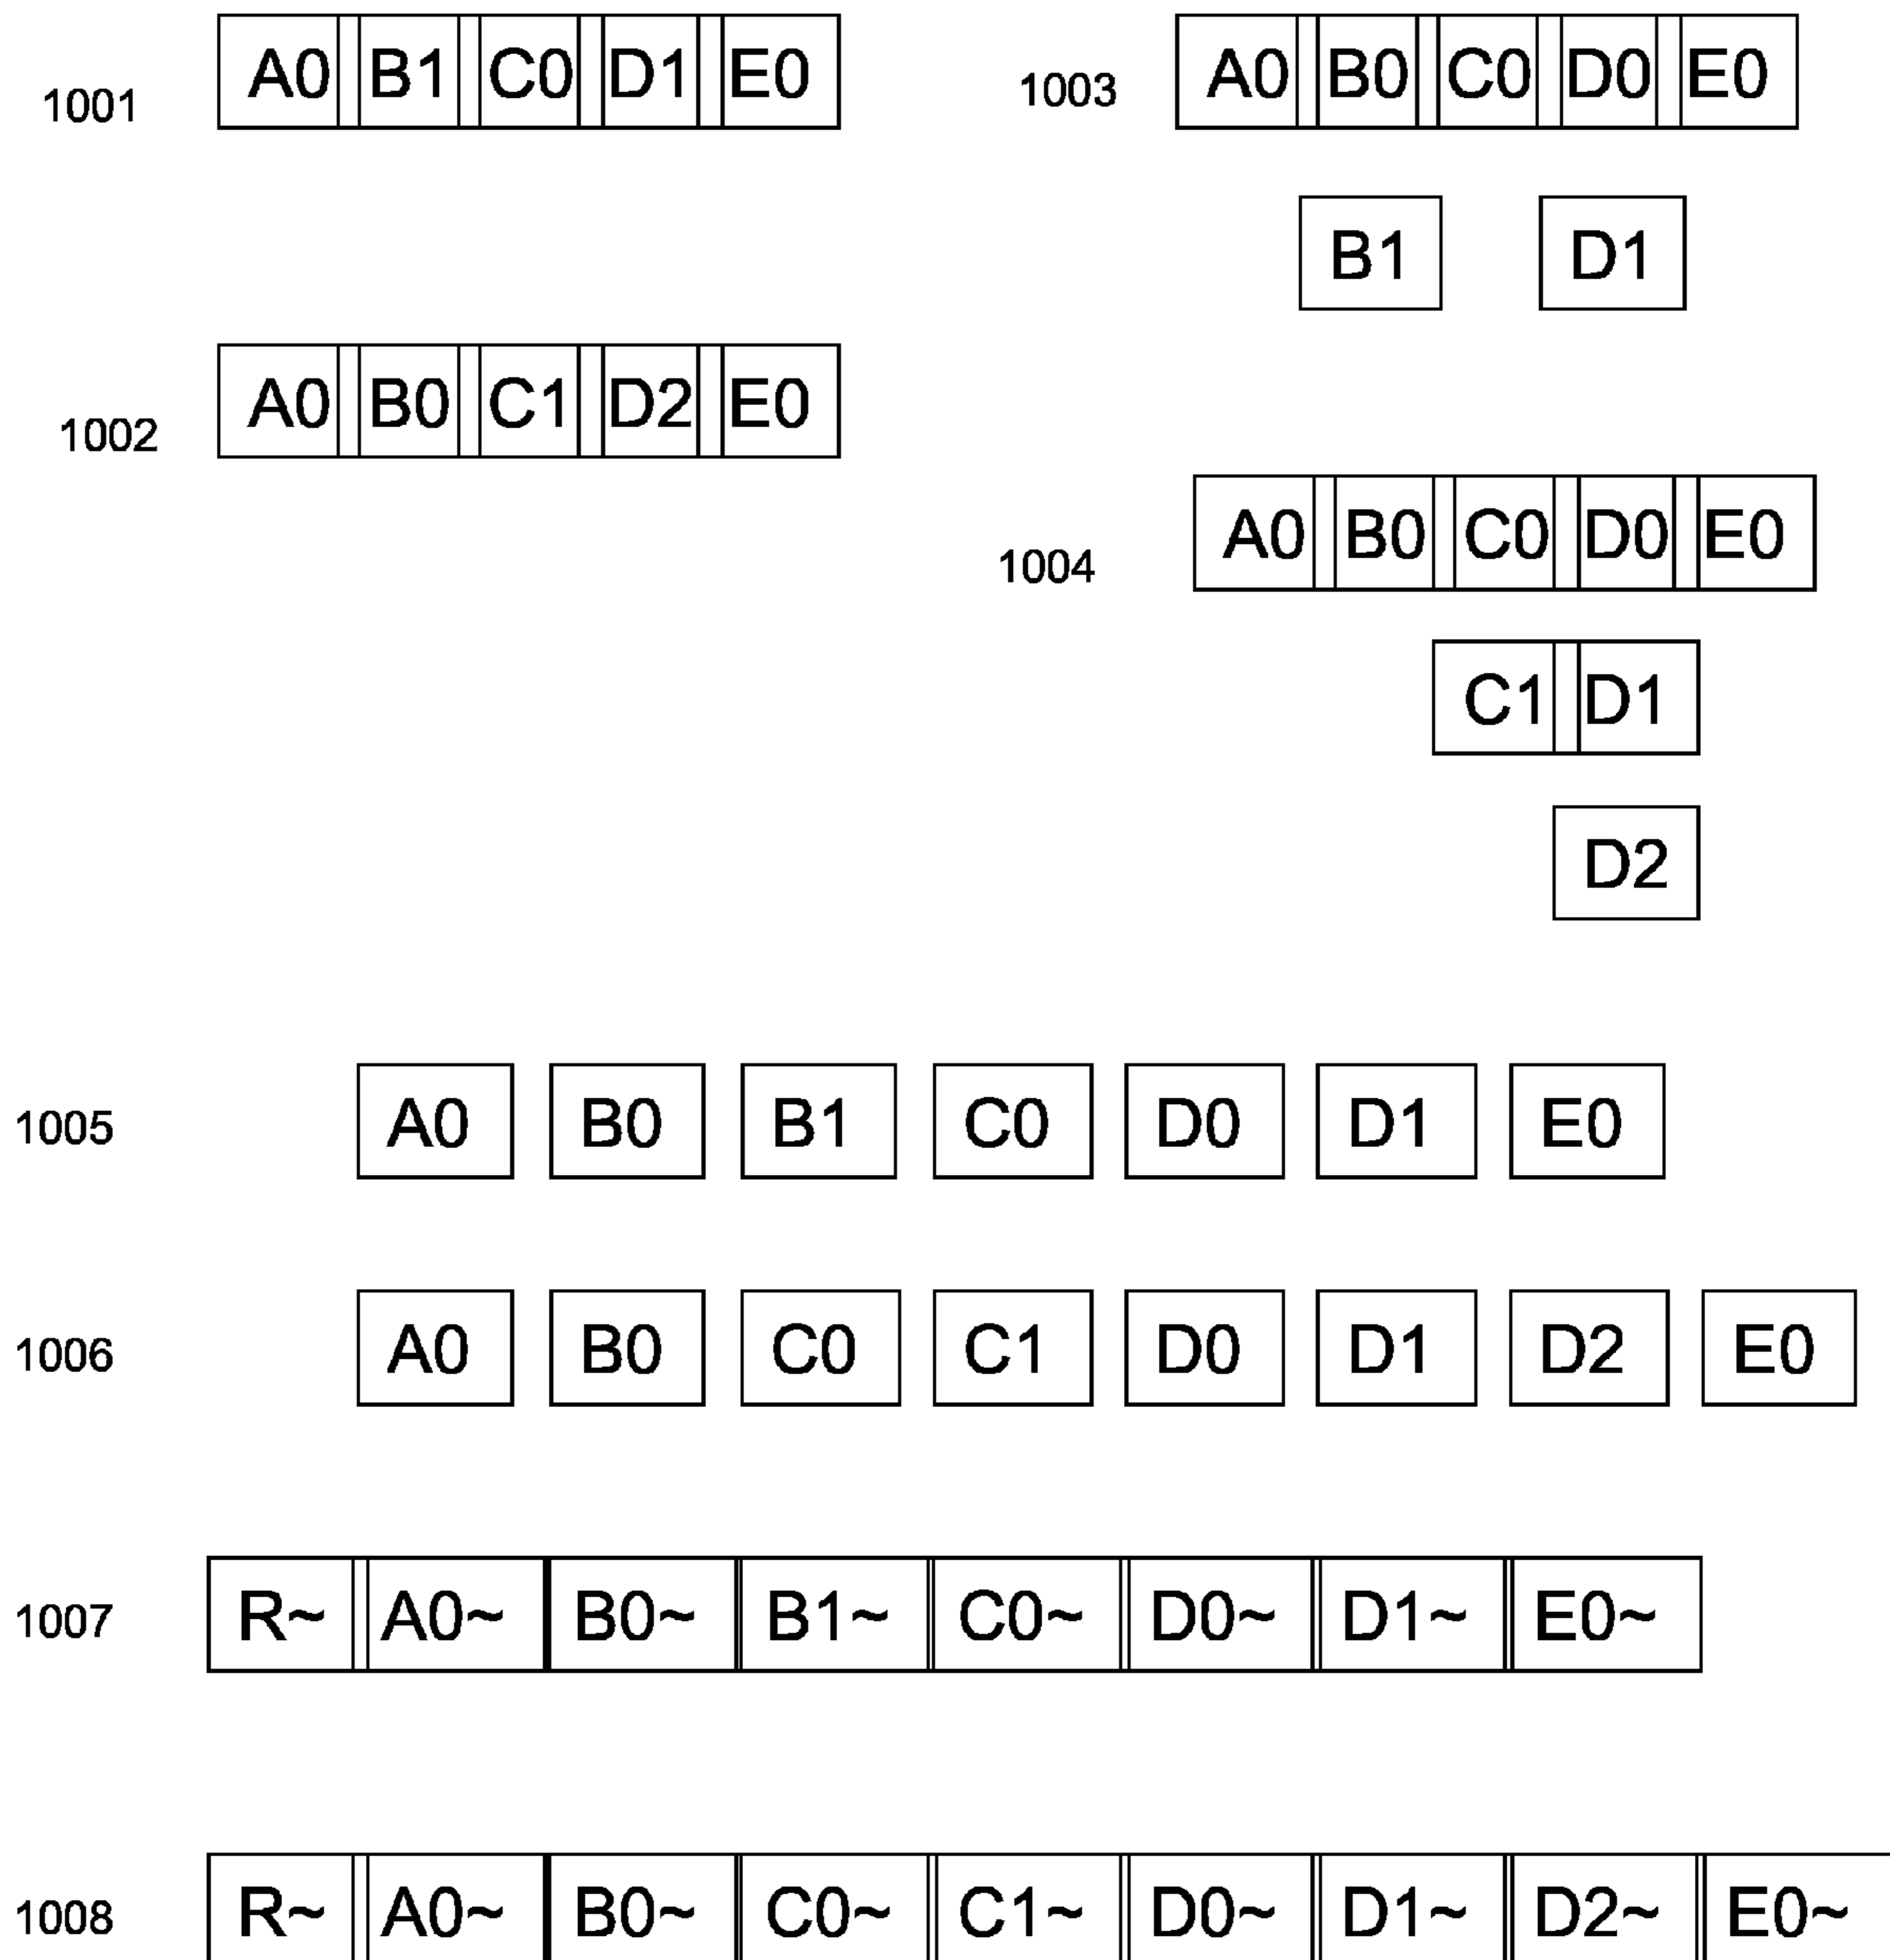 1001 A0 B1 C0 D1 E0
1003 A0 B0 C0 D0 E0
B1 D1
1002 A0 B0 C1 D2 E0
1004 A0 B0 C0 D0 E0
C1 D1
D2
1005 A0 B0 B1 C0 D0 D1 E0
1006 A0 B0 C0 C1 D0 D1 D2 E0
1007 R~ A0~ B0~ B1~ C0~ D0~ D1~ E0~
1008 R~ A0~ B0~ C0~ C1~ D0~ D1~ D2~ E0~